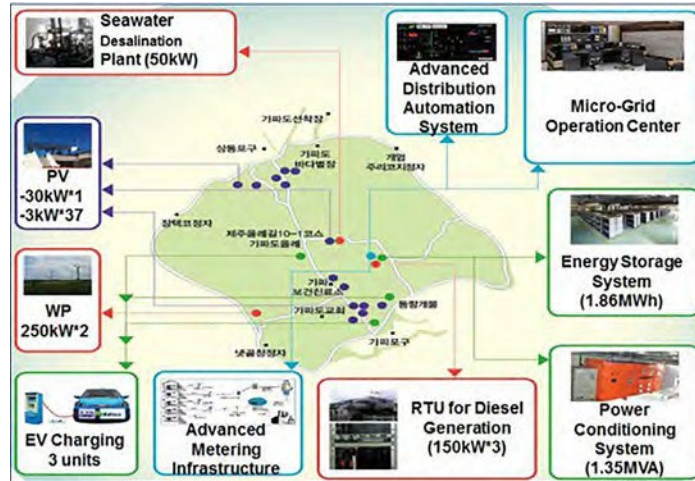 Seawater
Desalination
Plant (50kW)
Advanced
Distribution
Automation
System
Micro-Grid
Operation Center
PV
-30kW*1
-3kW*37
WP
250kW*2
EV Charging
3 units
Advanced
Metering
Infrastructure
RTU for Diesel
Generation
(150kW*3)
Energy Storage
System
(1.86MWh)
Power
Conditioning
System
(1.35MVA)
가파도선착장
상동포구
가파도
바다별장
개엄
주리코지정자
장택코정자
제주올레길10-1코스
가파도올레
가파
보건진료소
가파도교회
동항개물
냇골챙정자
가파포구